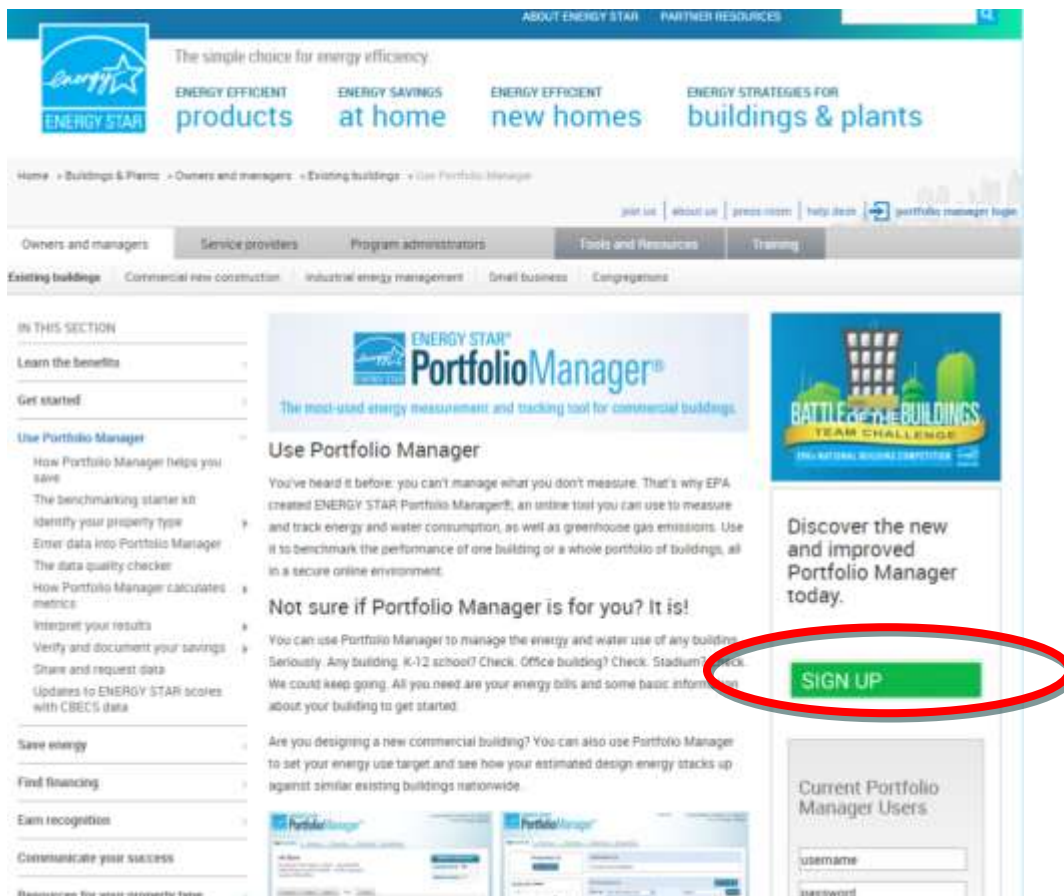 ABOUT ENERGY STAR PARTNER RESOURCES
energy
ENERGY STAR
The simple choice for energy efficiency.
ENERGY EFFICIENT
products
ENERGY SAVINGS
at home
ENERGY EFFICIENT
new homes
ENERGY STRATEGIES FOR
buildings & plants
Home » Buildings & Plants » Owners and managers » Existing buildings » Use Portfolio Manager
join us | about us | press room | help desk | portfolio manager login
Owners and managers Service providers Program administrators Tools and Resources Training
Existing buildings Commercial new construction Industrial energy management Small business Congregations
IN THIS SECTION
Learn the benefits
Get started
Use Portfolio Manager
How Portfolio Manager helps you
save
The benchmarking starter kit
Identify your property type
Enter data into Portfolio Manager
The data quality checker
How Portfolio Manager calculates
metrics
Interpret your results
Verify and document your savings
Share and request data
Updates to ENERGY STAR scores
with CBECS data
Save energy
Find financing
Earn recognition
Communicate your success
Resources for your property type
ENERGY STAR®
PortfolioManager®
The most-used energy measurement and tracking tool for commercial buildings.
Use Portfolio Manager
You've heard it before: you can't manage what you don't measure. That's why EPA
created ENERGY STAR Portfolio Manager®, an online tool you can use to measure
and track energy and water consumption, as well as greenhouse gas emissions. Use
it to benchmark the performance of one building or a whole portfolio of buildings, all
in a secure online environment.
Not sure if Portfolio Manager is for you? It is!
You can use Portfolio Manager to manage the energy and water use of any building.
Seriously. Any building. K-12 school? Check. Office building? Check. Stadium? Check.
We could keep going. All you need are your energy bills and some basic information
about your building to get started.
Are you designing a new commercial building? You can also use Portfolio Manager
to set your energy use target and see how your estimated design energy stacks up
against similar existing buildings nationwide.
PortfolioManager
PortfolioManager
BATTLE OF THE BUILDINGS
TEAM CHALLENGE
EPA's NATIONAL BUILDING COMPETITION
Discover the new
and improved
Portfolio Manager
today.
SIGN UP
Current Portfolio
Manager Users
username
password